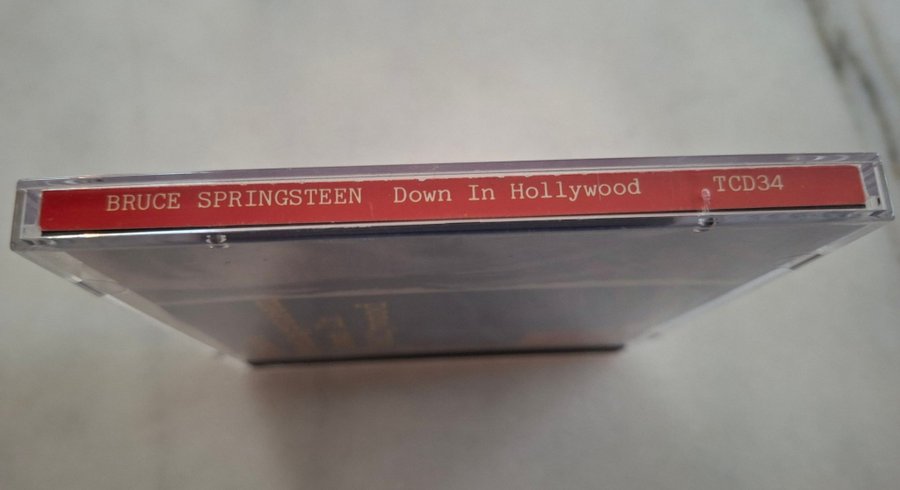 BRUCE SPRINGSTEEN Down In Hollywood TCD34